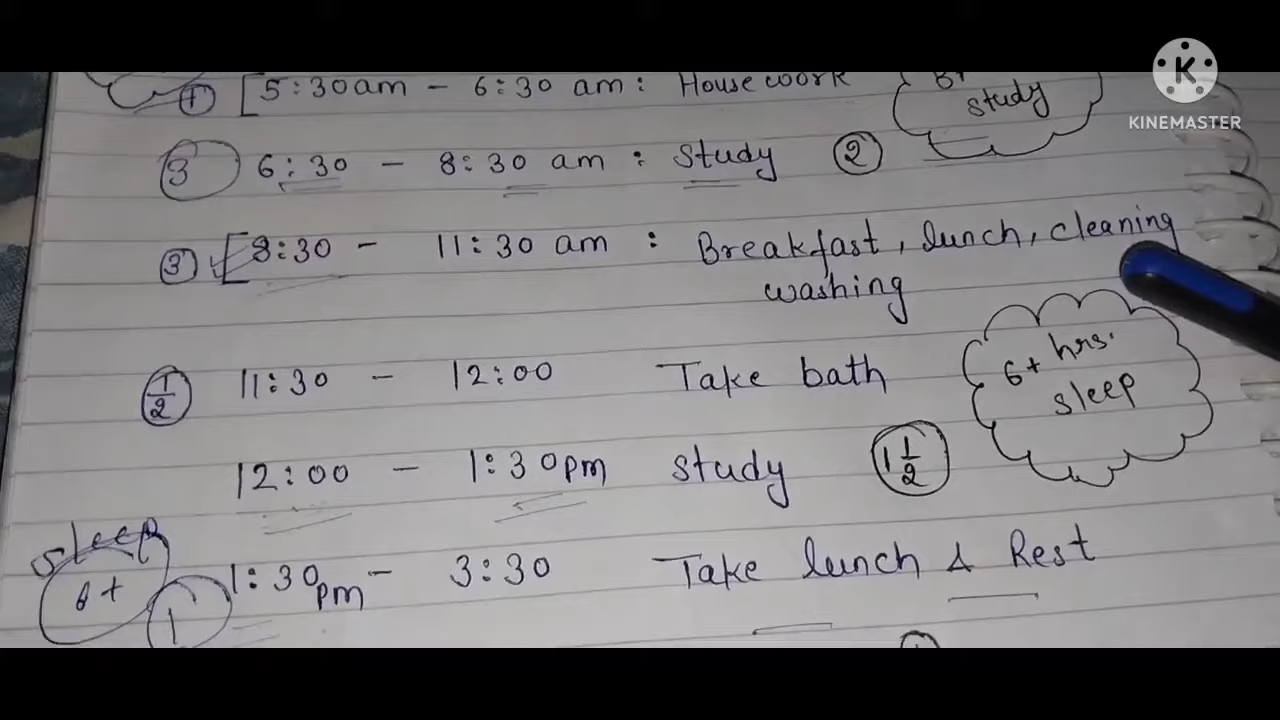 ① [5:30am - 6:30 am: House work
8+
study
③ 6:30 - 8:30 am : Study ②
③ [8:30 - 11:30 am : Breakfast, lunch, cleaning
washing
½ 11:30 - 12:00 Take bath
6+ hrs.
sleep
12:00 - 1:30pm study 1½
sleep
6+
1 1:30pm - 3:30 Take lunch & Rest
K
KINEMASTER